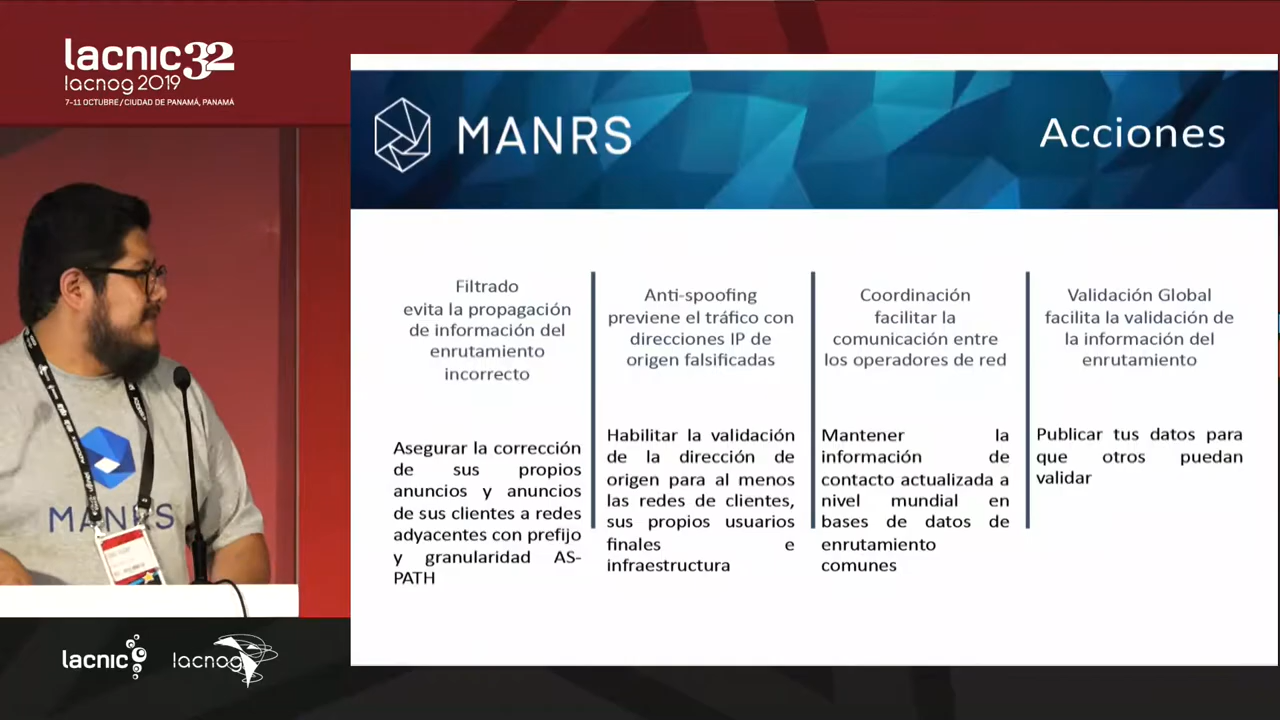 lacnic32
lacnog 2019
7-11 OCTUBRE / CIUDAD DE PANAMÁ, PANAMÁ
MANRS
Acciones
Filtrado
evita la propagación
de información del
enrutamiento
incorrecto
Asegurar la corrección
de sus propios
anuncios y anuncios
de sus clientes a redes
adyacentes con prefijo
y granularidad AS-
PATH
Anti-spoofing
previene el tráfico con
direcciones IP de
origen falsificadas
Habilitar la validación
de la dirección de
origen para al menos
las redes de clientes,
sus propios usuarios
finales e
infraestructura
Coordinación
facilitar la
comunicación entre
los operadores de red
Mantener la
información de
contacto actualizada a
nivel mundial en
bases de datos de
enrutamiento
comunes
Validación Global
facilita la validación de
la información del
enrutamiento
Publicar tus datos para
que otros puedan
validar
MANRS
lacnic
lacnog